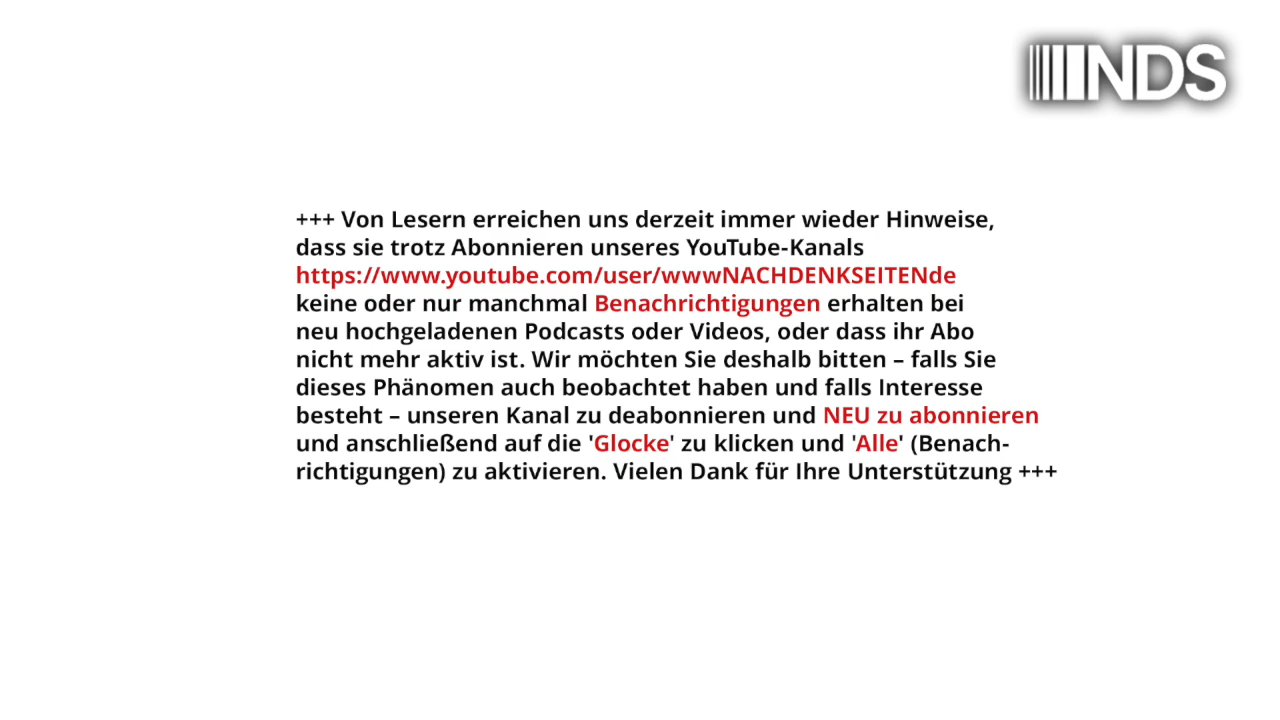 NDS
+++ Von Lesern erreichen uns derzeit immer wieder Hinweise,
dass sie trotz Abonnieren unseres YouTube-Kanals
https://www.youtube.com/user/wwwNACHDENKSEITENde
keine oder nur manchmal Benachrichtigungen erhalten bei
neu hochgeladenen Podcasts oder Videos, oder dass ihr Abo
nicht mehr aktiv ist. Wir möchten Sie deshalb bitten – falls Sie
dieses Phänomen auch beobachtet haben und falls Interesse
besteht – unseren Kanal zu deabonnieren und NEU zu abonnieren
und anschließend auf die 'Glocke' zu klicken und 'Alle' (Benach-
richtigungen) zu aktivieren. Vielen Dank für Ihre Unterstützung +++